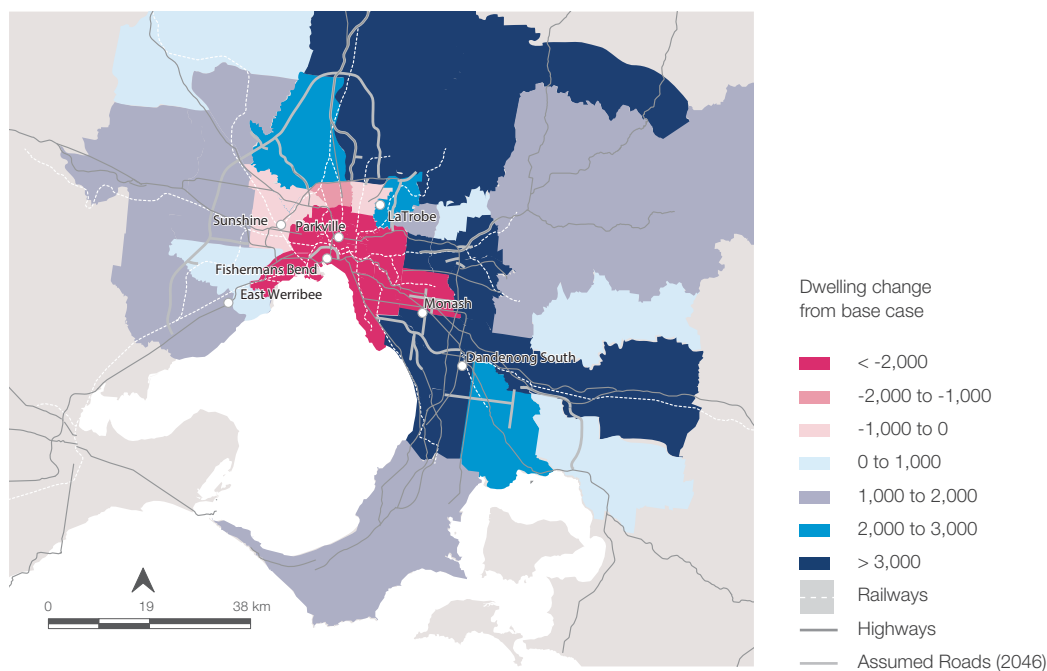 Sunshine
Parkville
LaTrobe
Fishermans Bend
East Werribee
Monash
Dandenong South
0 19 38 km
Dwelling change
from base case
< -2,000
-2,000 to -1,000
-1,000 to 0
0 to 1,000
1,000 to 2,000
2,000 to 3,000
> 3,000
Railways
Highways
Assumed Roads (2046)